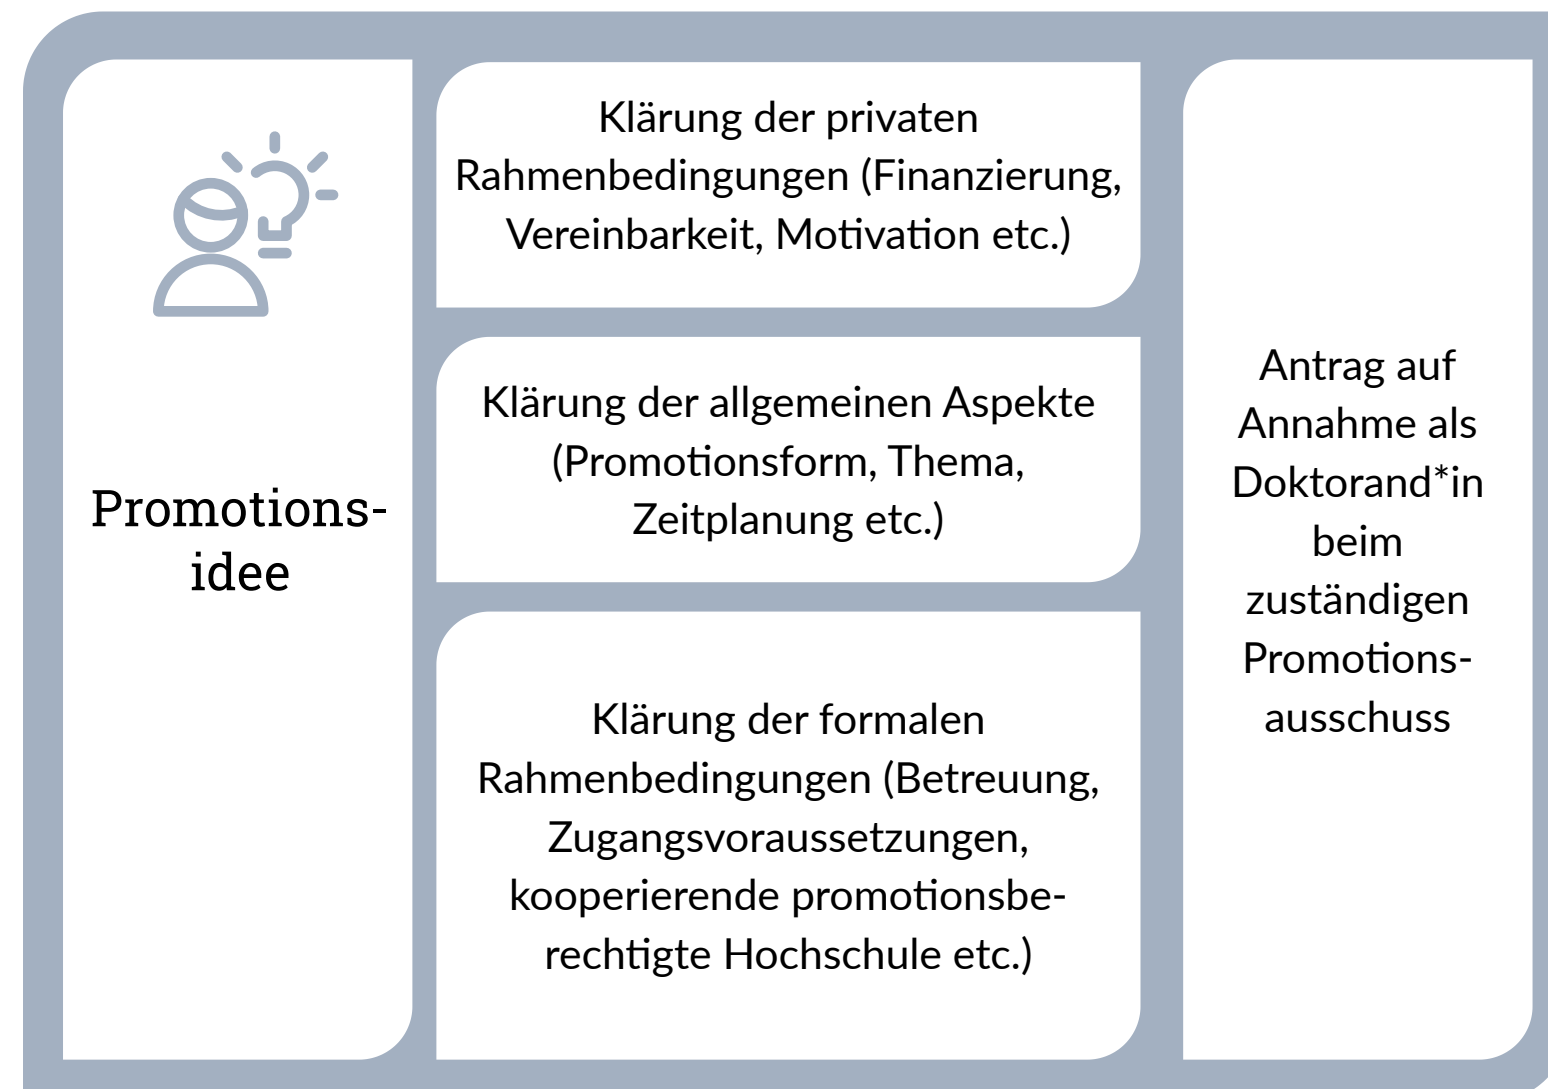 Promotions-
idee
Klärung der privaten
Rahmenbedingungen (Finanzierung,
Vereinbarkeit, Motivation etc.)
Klärung der allgemeinen Aspekte
(Promotionsform, Thema,
Zeitplanung etc.)
Klärung der formalen
Rahmenbedingungen (Betreuung,
Zugangsvoraussetzungen,
kooperierende promotionsbe-
rechtigte Hochschule etc.)
Antrag auf
Annahme als
Doktorand*in
beim
zuständigen
Promotions-
ausschuss